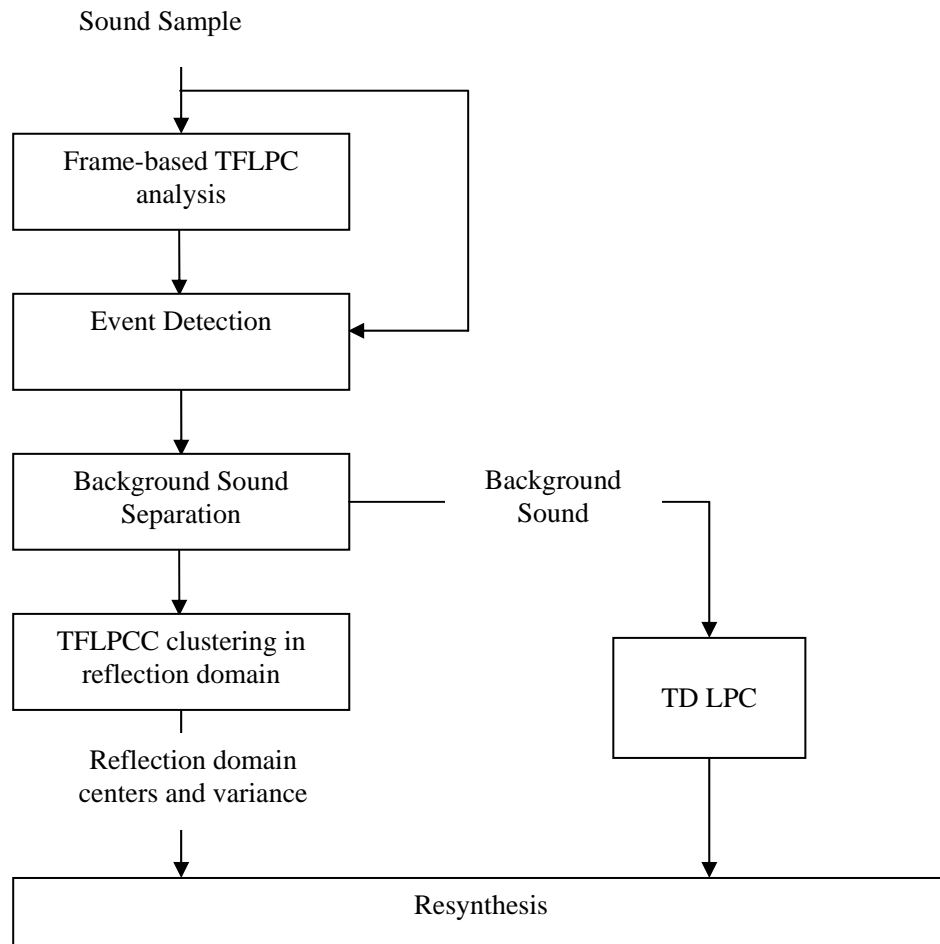 Sound Sample
Frame-based TFLPC
analysis
Event Detection
Background Sound
Separation
Background
Sound
TFLPCC clustering in
reflection domain
TD LPC
Reflection domain
centers and variance
Resynthesis